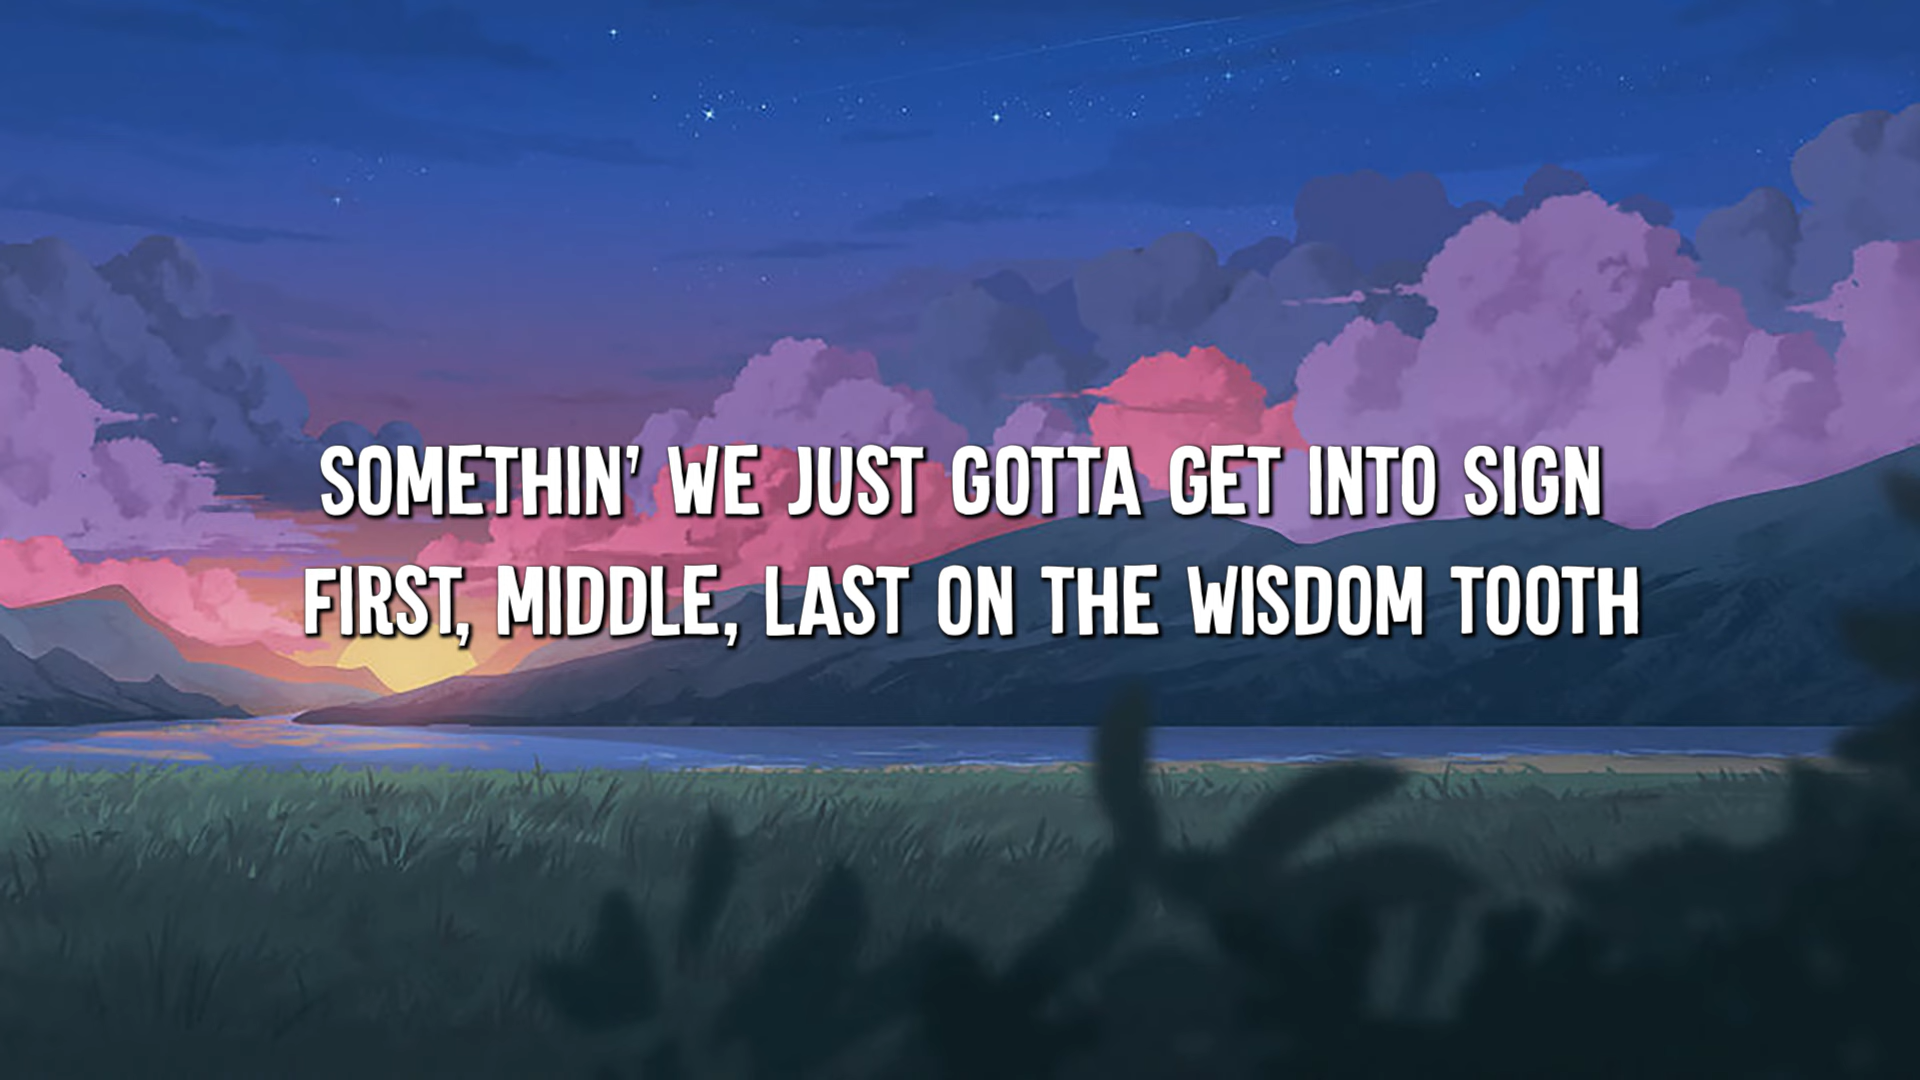 SOMETHIN' WE JUST GOTTA GET INTO SIGN
FIRST, MIDDLE, LAST ON THE WISDOM TOOTH